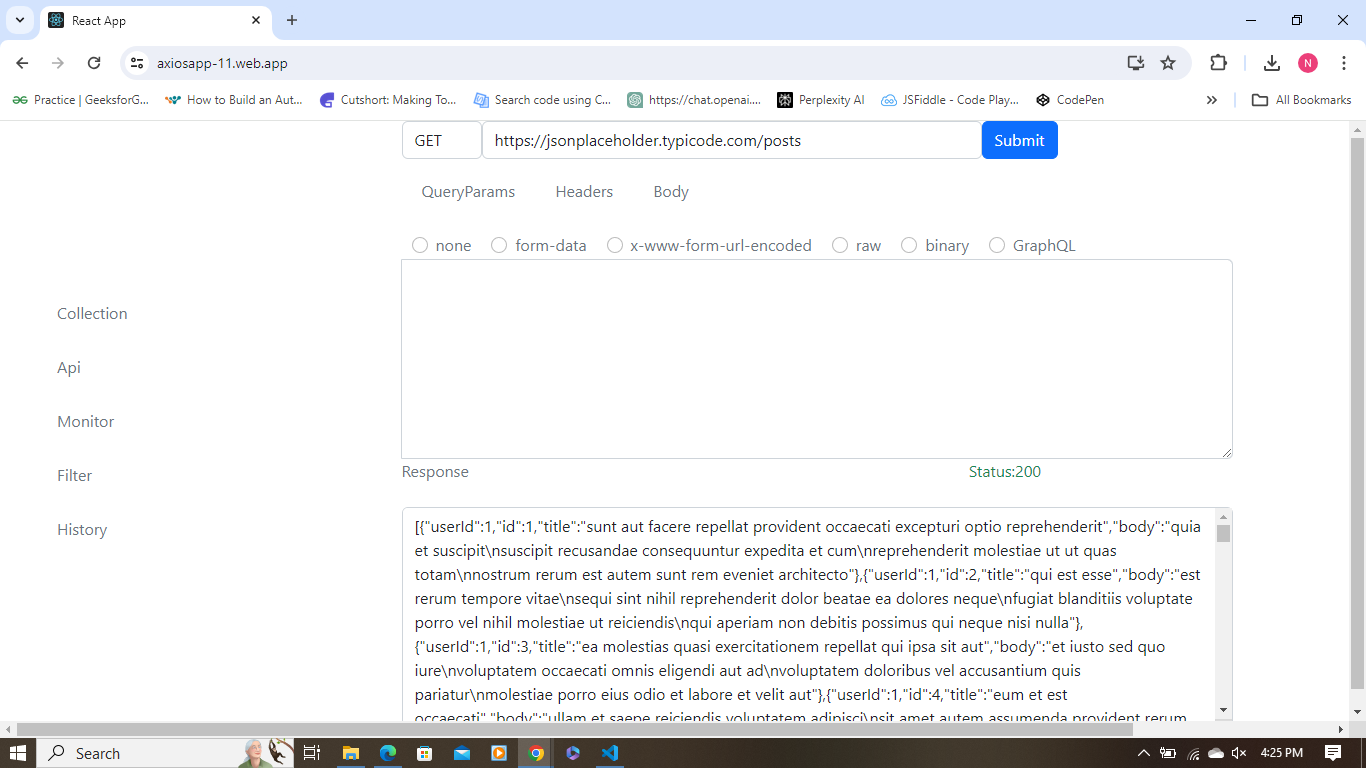 React App
axiosapp-11.web.app
N
Practice | GeeksforG...
How to Build an Aut...
Cutshort: Making To...
Search code using C...
https://chat.openai....
Perplexity AI
JSFiddle - Code Play...
CodePen
All Bookmarks
GET
https://jsonplaceholder.typicode.com/posts
Submit
QueryParams
Headers
Body
none
form-data
x-www-form-url-encoded
raw
binary
GraphQL
Collection
Api
Monitor
Filter
History
Response
Status:200
[{"userId":1,"id":1,"title":"sunt aut facere repellat provident occaecati excepturi optio reprehenderit","body":"quia
et suscipit\nsuscipit recusandae consequuntur expedita et cum\nreprehenderit molestiae ut ut quas
totam\nnostrum rerum est autem sunt rem eveniet architecto"},{"userId":1,"id":2,"title":"qui est esse","body":"est
rerum tempore vitae\nsequi sint nihil reprehenderit dolor beatae ea dolores neque\nfugiat blanditiis voluptate
porro vel nihil molestiae ut reiciendis\nqui aperiam non debitis possimus qui neque nisi nulla"},
{"userId":1,"id":3,"title":"ea molestias quasi exercitationem repellat qui ipsa sit aut","body":"et iusto sed quo
iure\nvoluptatem occaecati omnis eligendi aut ad\nvoluptatem doloribus vel accusantium quis
pariatur\nmolestiae porro eius odio et labore et velit aut"},{"userId":1,"id":4,"title":"eum et est
occaecati","body":"ullam et saepe reiciendis voluptatem adipisci\nsit amet autem assumenda provident rerum
Search
4:25 PM